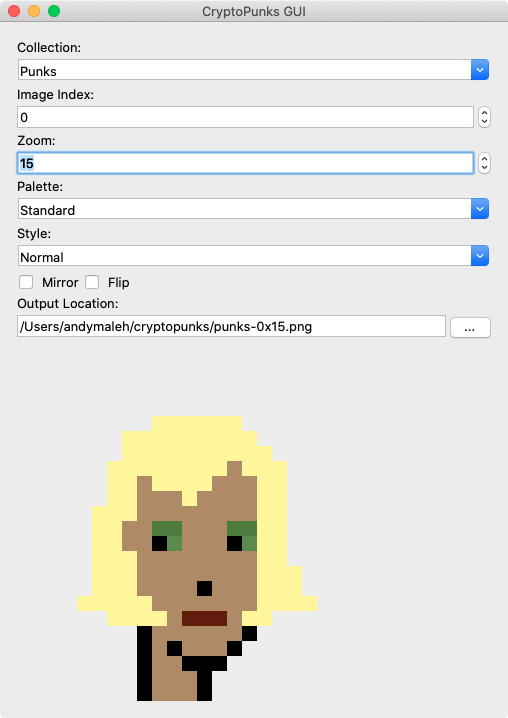 CryptoPunks GUI
Collection:
Punks
Image Index:
0
Zoom:
15
Palette:
Standard
Style:
Normal
Mirror Flip
Output Location:
/Users/andymaleh/cryptopunks/punks-0x15.png
...